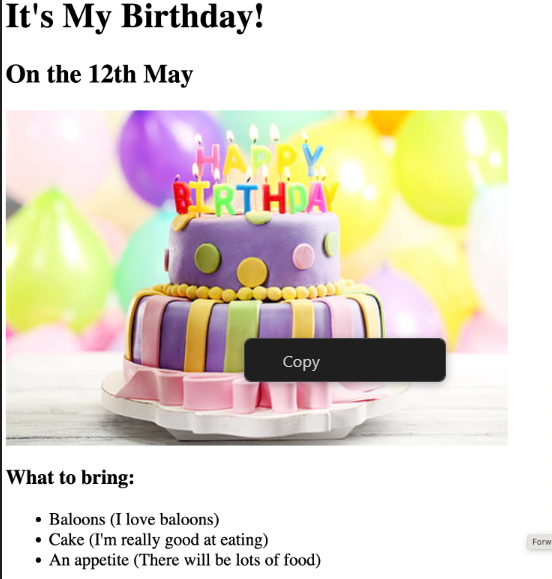 It's My Birthday!
On the 12th May
HAPPY
BIRTHDAY
Copy
What to bring:
Baloons (I love baloons)
Cake (I'm really good at eating)
An appetite (There will be lots of food)
Forw